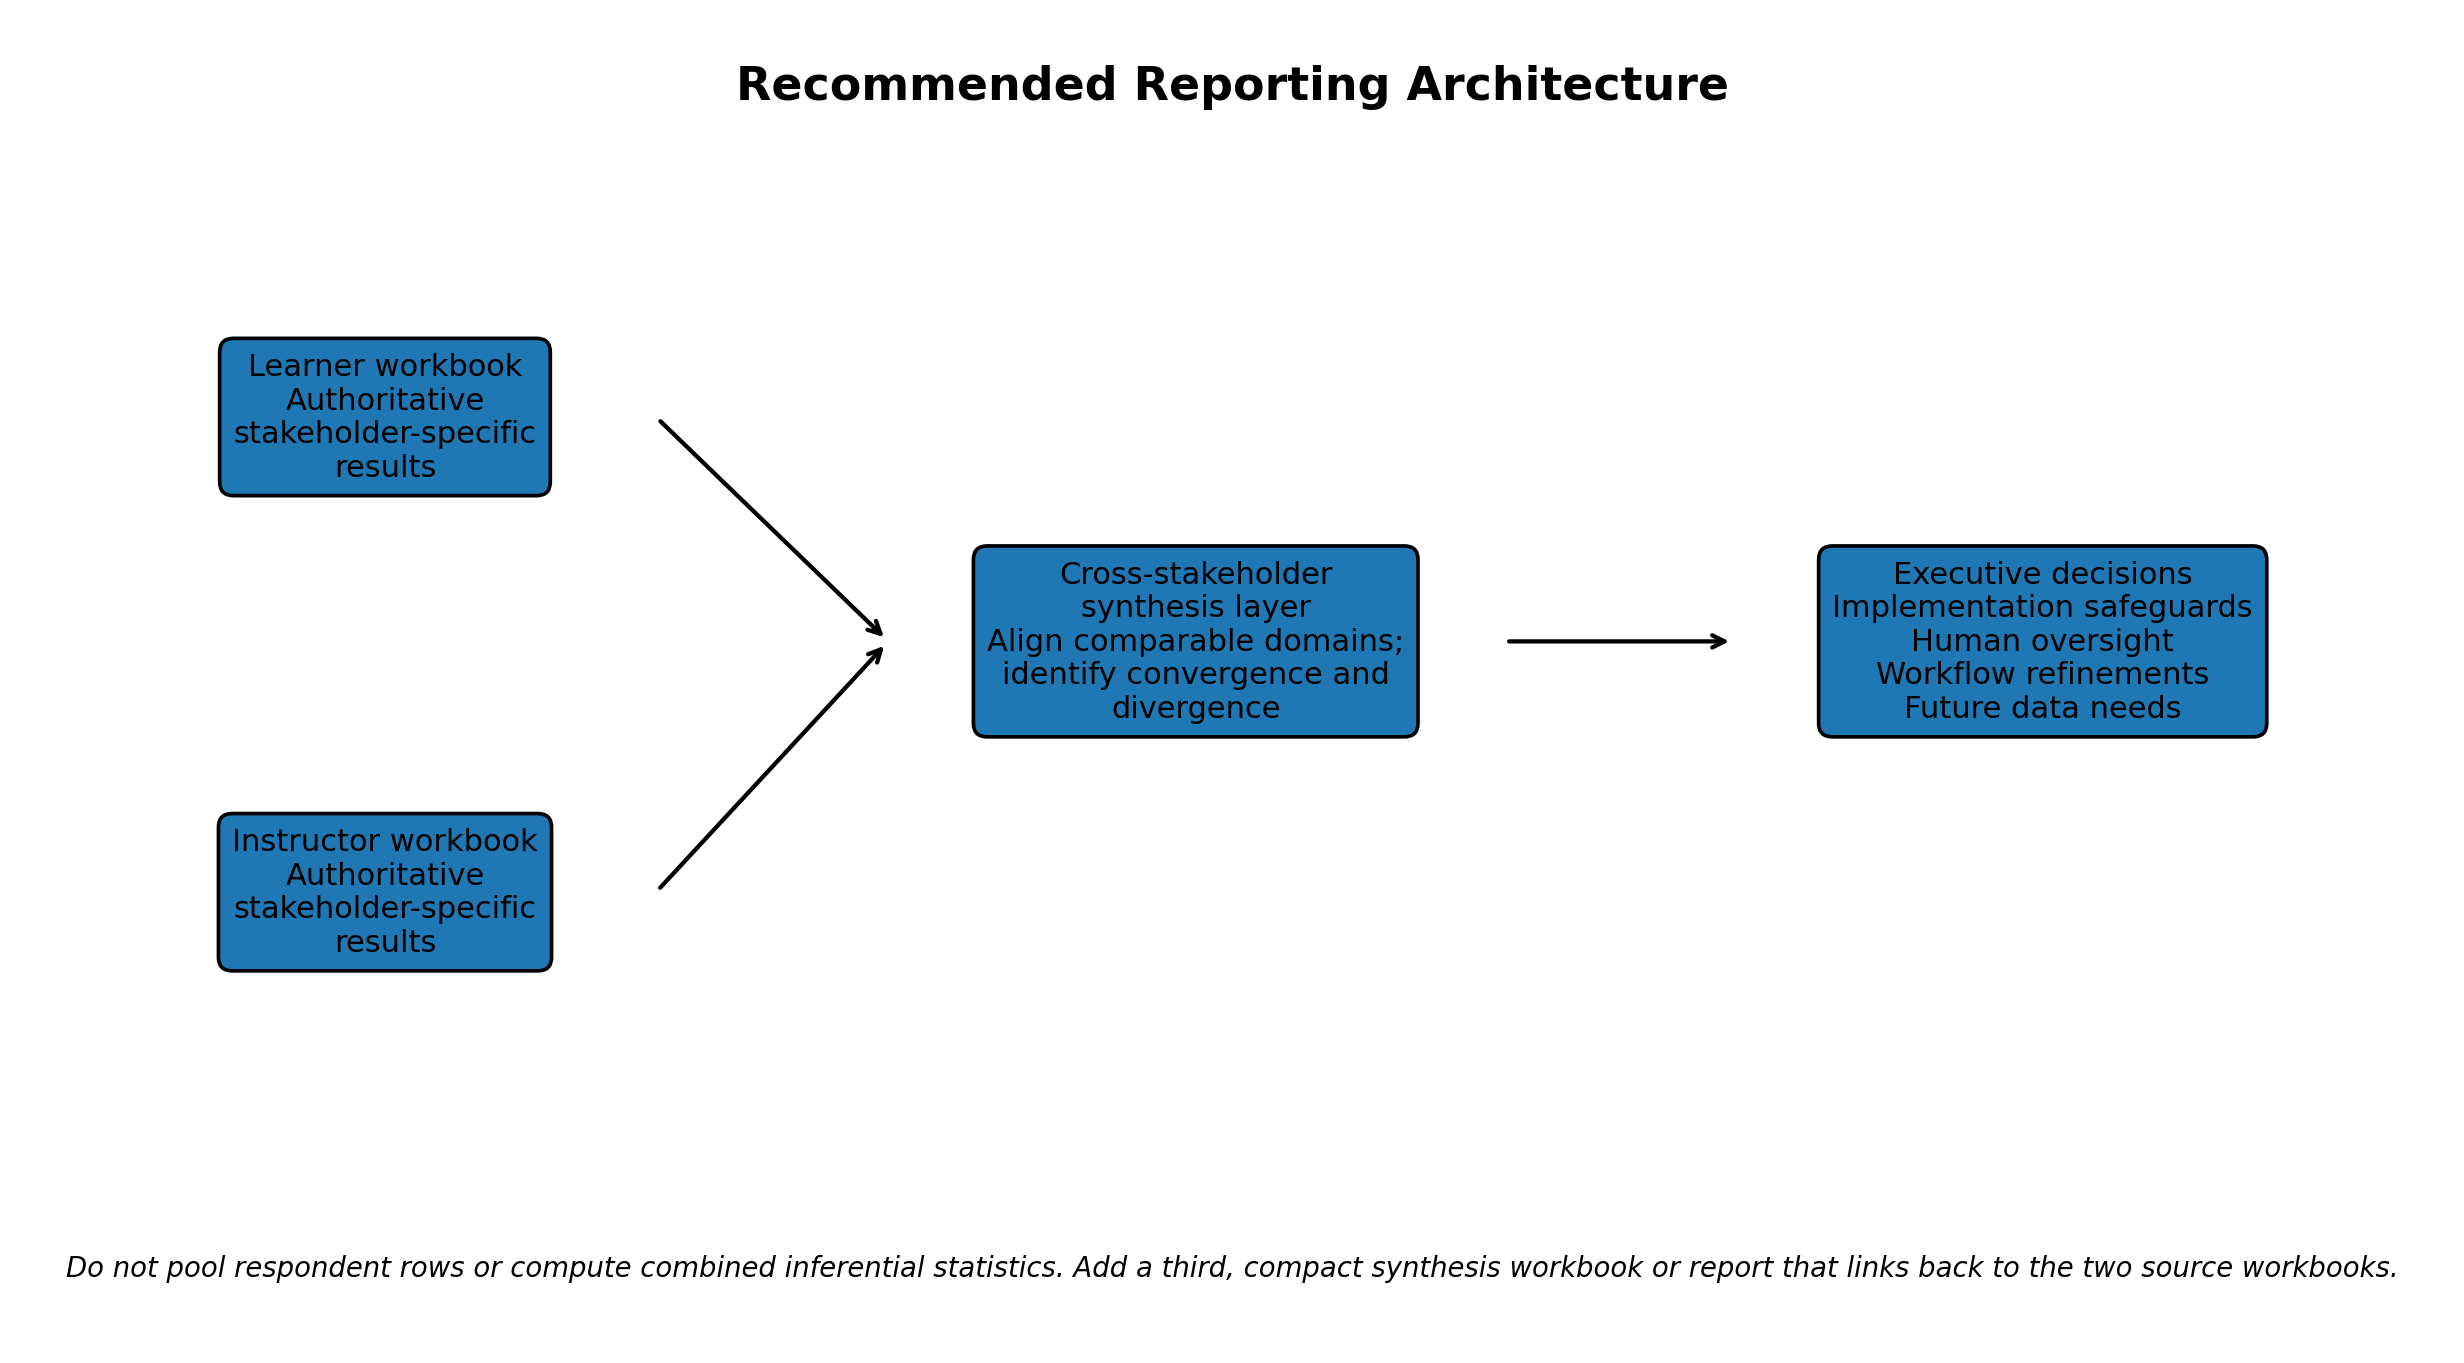 Recommended Reporting Architecture
Learner workbook
Authoritative
stakeholder-specific
results
Instructor workbook
Authoritative
stakeholder-specific
results
Cross-stakeholder
synthesis layer
Align comparable domains;
identify convergence and
divergence
Executive decisions
Implementation safeguards
Human oversight
Workflow refinements
Future data needs
Do not pool respondent rows or compute combined inferential statistics. Add a third, compact synthesis workbook or report that links back to the two source workbooks.